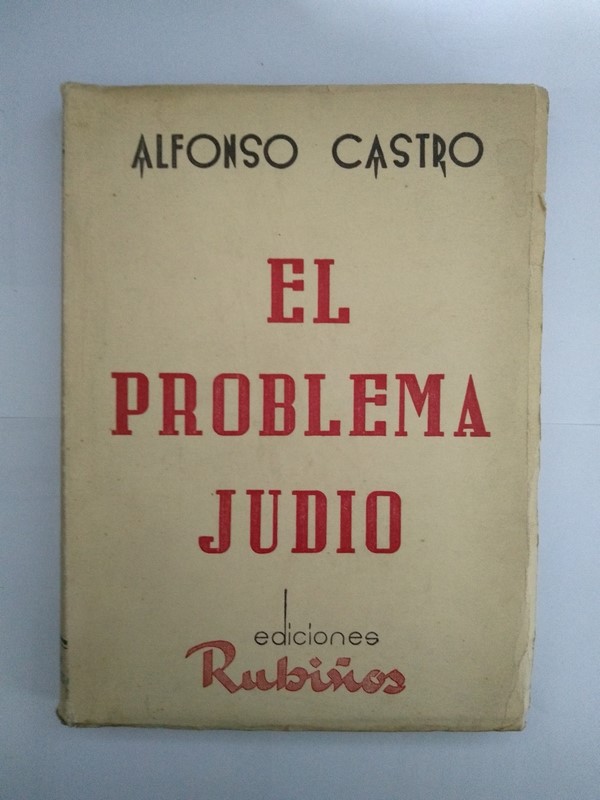 ALFONSO CASTRO
EL
PROBLEMA
JUDIO
ediciones
Rubiños